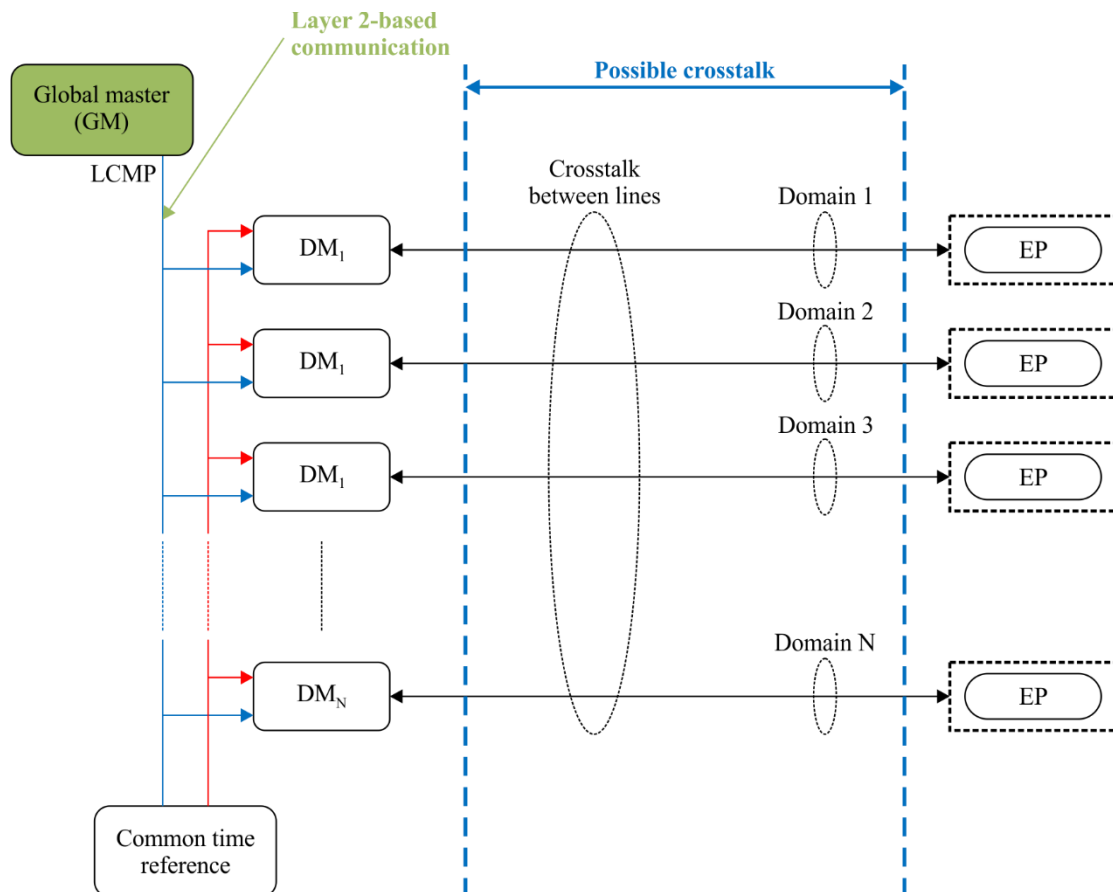 Layer 2-based
communication
Possible crosstalk
Global master
(GM)
LCMP
Crosstalk
between lines
Domain 1
DM₁
EP
Domain 2
DM₁
EP
Domain 3
DM₁
EP
Domain N
DM_N
EP
Common time
reference